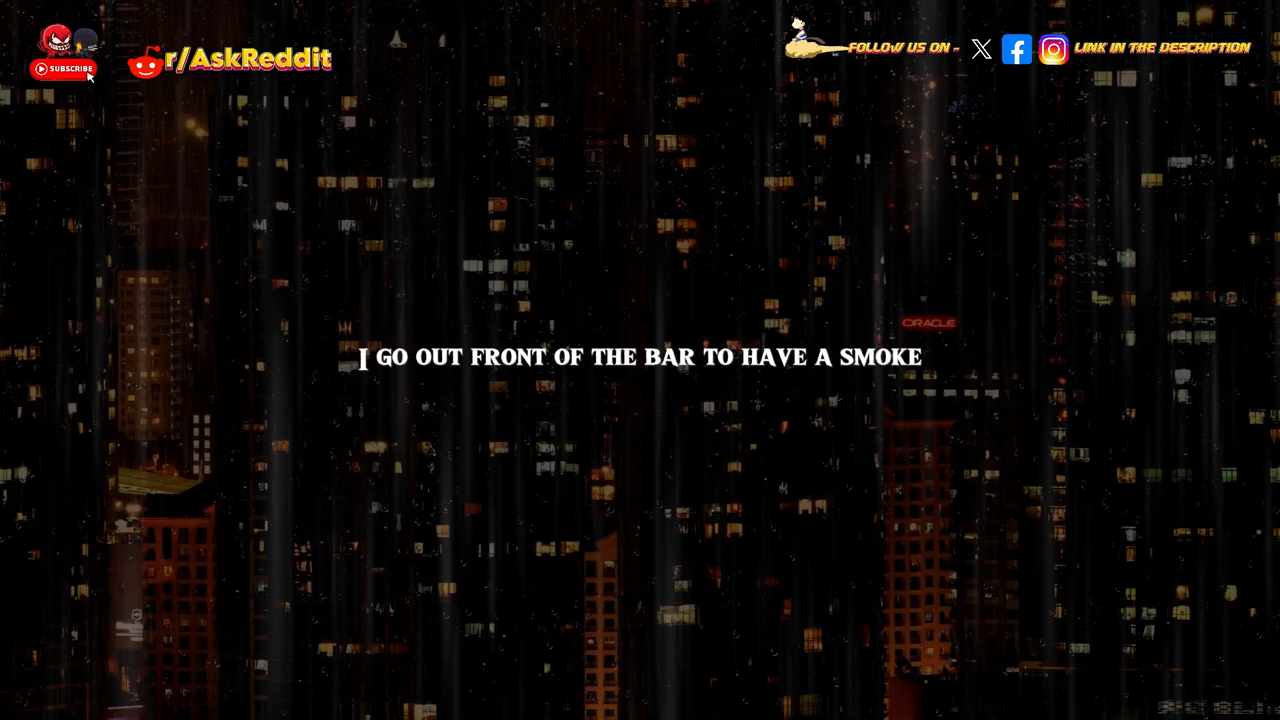 SUBSCRIBE
r/AskReddit
FOLLOW US ON -
LINK IN THE DESCRIPTION
ORACLE
I GO OUT FRONT OF THE BAR TO HAVE A SMOKE